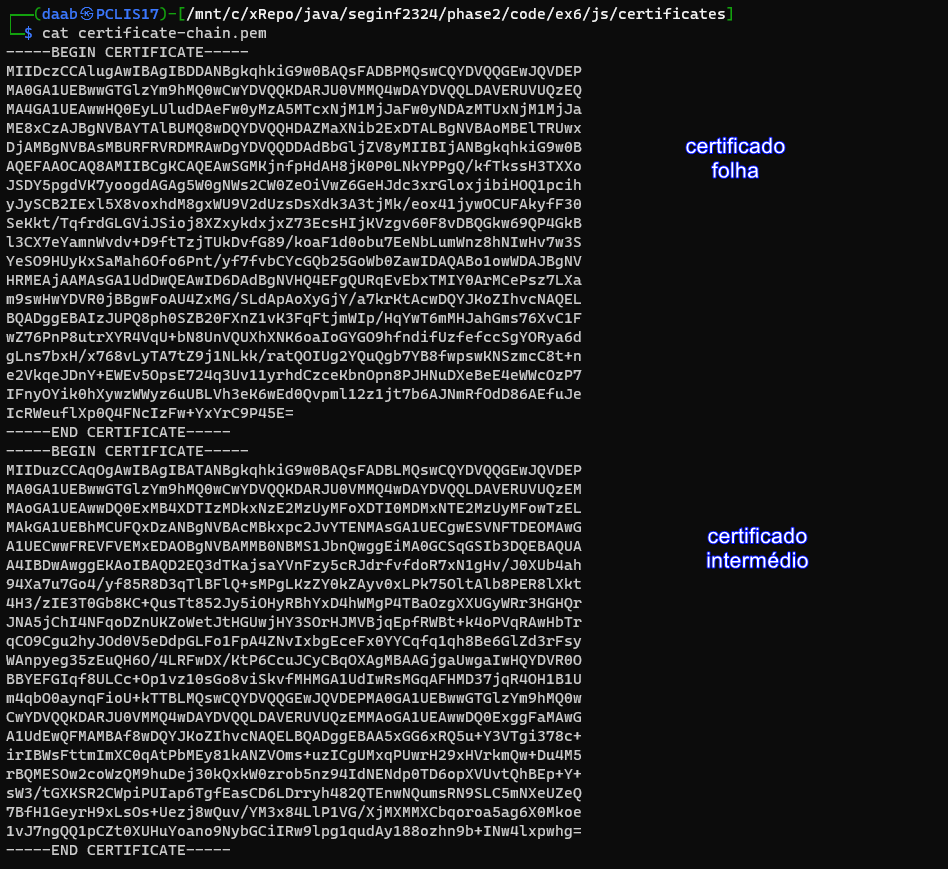 ┌──(daab㉿PCLIS17)-[/mnt/c/xRepo/java/seginf2324/phase2/code/ex6/js/certificates]
└─$ cat certificate-chain.pem
-----BEGIN CERTIFICATE-----
MIIDczCCAlugAwIBAgIBDDANBgkqhkiG9w0BAQsFADBPMQswCQYDVQQGEwJQVDEP
MA0GA1UEBwwGTGlzYm9hMQ0wCwYDVQQKDARJU0VMMQ4wDAYDVQQLDAVERUVUQzEQ
MA4GA1UEAwwHQ0EyLUludDAeFw0yMzA5MTcxNjM1MjJaFw0yNDAzMTUxNjM1MjJa
ME8xCzAJBgNVBAYTAlBUMQ8wDQYDVQQHDAZMaXNib2ExDTALBgNVBAoMBElTRUwx
DjAMBgNVBAsMBURFRVRDMRAwDgYDVQQDDAdBbGljZV8yMIIBIjANBgkqhkiG9w0B
AQEFAAOCAQ8AMIIBCgKCAQEAwSGMKjnfpHdAH8jK0P0LNkYPPgQ/kfTkssH3TXXo
JSDY5pgdVK7yoogdAGAg5W0gNWs2CW0ZeOiVwZ6GeHJdc3xrGloxjibiHOQ1pcih
yJySCB2IExl5X8voxhdM8gxWU9V2dUzsDsXdk3A3tjMk/eox41jywOCUFAkyfF30
SeKkt/TqfrdGLGViJSioj8XZxykdxjxZ73EcsHIjKVzgv60F8vDBQGkw69QP4GkB
l3CX7eYamnWvdv+D9ftTzjTUkDvfG89/koaF1d0obu7EeNbLumWnz8hNIwHv7w3S
YeSO9HUyKxSaMah6Ofo6Pnt/yf7fvbCYcGQb25GoWb0ZawIDAQABo1owWDAJBgNV
HRMEAjAAMAsGA1UdDwQEAwID6DAdBgNVHQ4EFgQURqEvEbxTMIY0ArMCePsz7LXa
m9swHwYDVR0jBBgwFoAU4ZxMG/SLdApAoXyGjY/a7krKtAcwDQYJKoZIhvcNAQEL
BQADggEBAIzJUPQ8ph0SZB20FXnZ1vK3FqFtjmWIp/HqYwT6mMHJahGms76XvC1F
wZ76PnP8utrXYR4VqU+bN8UnVQUXhXNK6oaIoGYGO9hfndifUzfefccSgYORya6d
gLns7bxH/x768vLyTA7tZ9j1NLkk/ratQOIUg2YQuQgb7YB8fwpswKNSzmcC8t+n
e2VkqeJDnY+EWEv5OpsE724q3Uv11yrhdCzceKbnOpn8PJHNuDXeBeE4eWWcOzP7
IFnyOYik0hXywzWWyz6uUBLVh3eK6wEd0Qvpml12z1jt7b6AJNmRfOdD86AEfuJe
IcRWeuflXp0Q4FNcIzFw+YxYrC9P45E=
-----END CERTIFICATE-----
-----BEGIN CERTIFICATE-----
MIIDuzCCAqOgAwIBAgIBATANBgkqhkiG9w0BAQsFADBLMQswCQYDVQQGEwJQVDEP
MA0GA1UEBwwGTGlzYm9hMQ0wCwYDVQQKDARJU0VMMQ4wDAYDVQQLDAVERUVUQzEM
MAoGA1UEAwwDQ0ExMB4XDTIzMDkxNzE2MzUyMFoXDTI0MDMxNTE2MzUyMFowTzEL
MAkGA1UEBhMCUFQxDzANBgNVBAcMBkxpc2JvYTENMAsGA1UECgwESVNFTDEOMAwG
A1UECwwFREVFVEMxEDAOBgNVBAMMB0NBMS1JbnQwggEiMA0GCSqGSIb3DQEBAQUA
A4IBDwAwggEKAoIBAQD2EQ3dTKajsaYVnFzy5cRJdrfvfdoR7xN1gHv/J0XUb4ah
94Xa7u7Go4/yf85R8D3qTlBFlQ+sMPgLKzZY0kZAyv0xLPk75OltAlb8PER8lXkt
4H3/zIE3T0Gb8KC+QusTt852Jy5iOHyRBhYxD4hWMgP4TBaOzgXXUGyWRr3HGHQr
JNA5jChI4NFqoDZnUKZoWetJtHGUwjHY3SOrHJMVBjqEpfRWBt+k4oPVqRAwHbTr
qCO9Cgu2hyJOd0V5eDdpGLFo1FpA4ZNvIxbgEceFx0YYCqfq1qh8Be6GlZd3rFsy
WAnpyeg35zEuQH6O/4LRFwDX/KtP6CcuJCyCBqOXAgMBAAGjgaUwgaIwHQYDVR0O
BBYEFGIqf8ULCc+Op1vz10sGo8viSkvfMHMGA1UdIwRsMGqAFHMD37jqR4OH1B1U
m4qbO0aynqFioU+kTTBLMQswCQYDVQQGEwJQVDEPMA0GA1UEBwwGTGlzYm9hMQ0w
CwYDVQQKDARJU0VMMQ4wDAYDVQQLDAVERUVUQzEMMAoGA1UEAwwDQ0ExggFaMAwG
A1UdEwQFMAMBAf8wDQYJKoZIhvcNAQELBQADggEBAA5xGG6xRQ5u+Y3VTgi378c+
irIBWsFttmImXC0qAtPbMEy81kANZVOms+uzICgUMxqPUwrH29xHVrkmQw+Du4M5
rBQMESOw2coWzQM9huDej30kQxkW0zrob5nz94IdNENdp0TD6opXVUvtQhBEp+Y+
sW3/tGXKSR2CWpiPUIap6TgfEasCD6LDrryh482QTEnwNQumsRN9SLC5mNXeUZeQ
7BfH1GeyrH9xLsOs+Uezj8wQuv/YM3x84LlP1VG/XjMXMMXCbqoroa5ag6X0Mkoe
1vJ7ngQQ1pCZt0XUHuYoano9NybGCiIRw9lpg1qudAy188ozhn9b+INw4lxpwhg=
-----END CERTIFICATE-----
certificado
folha
certificado
intermédio